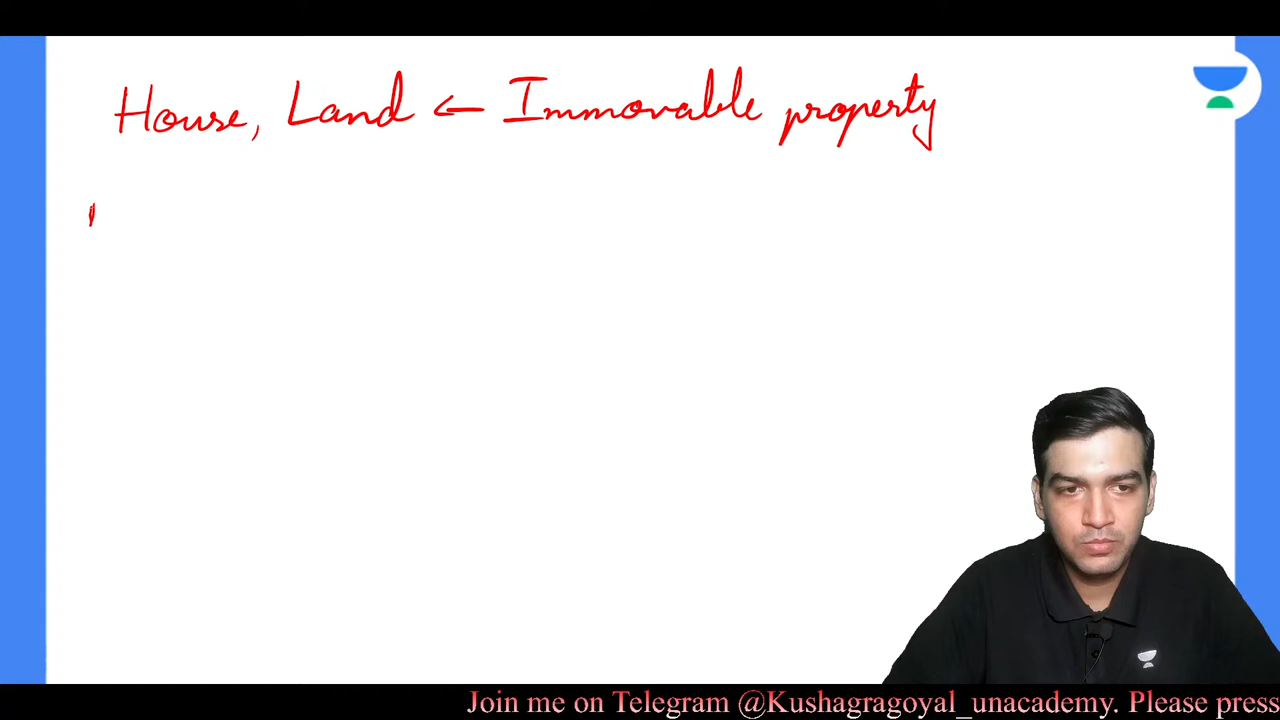 House, Land ← Immovable property
Join me on Telegram @Kushagragoyal_unacademy. Please press